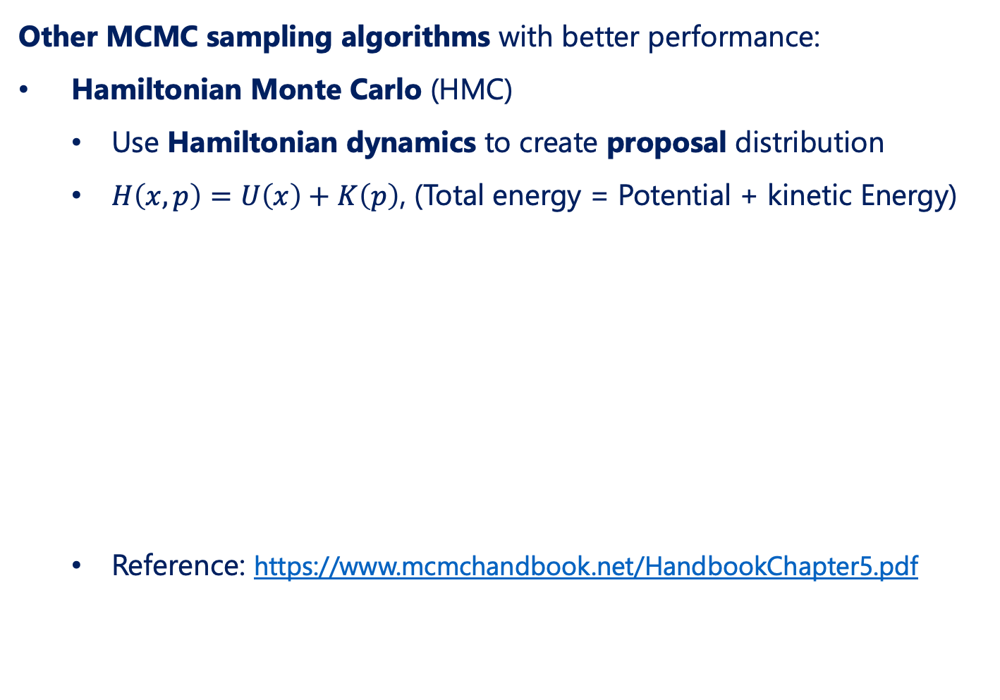 Other MCMC sampling algorithms with better performance:
• Hamiltonian Monte Carlo (HMC)
• Use Hamiltonian dynamics to create proposal distribution
• H(x, p) = U(x) + K(p), (Total energy = Potential + kinetic Energy)
• Reference: https://www.mcmchandbook.net/HandbookChapter5.pdf